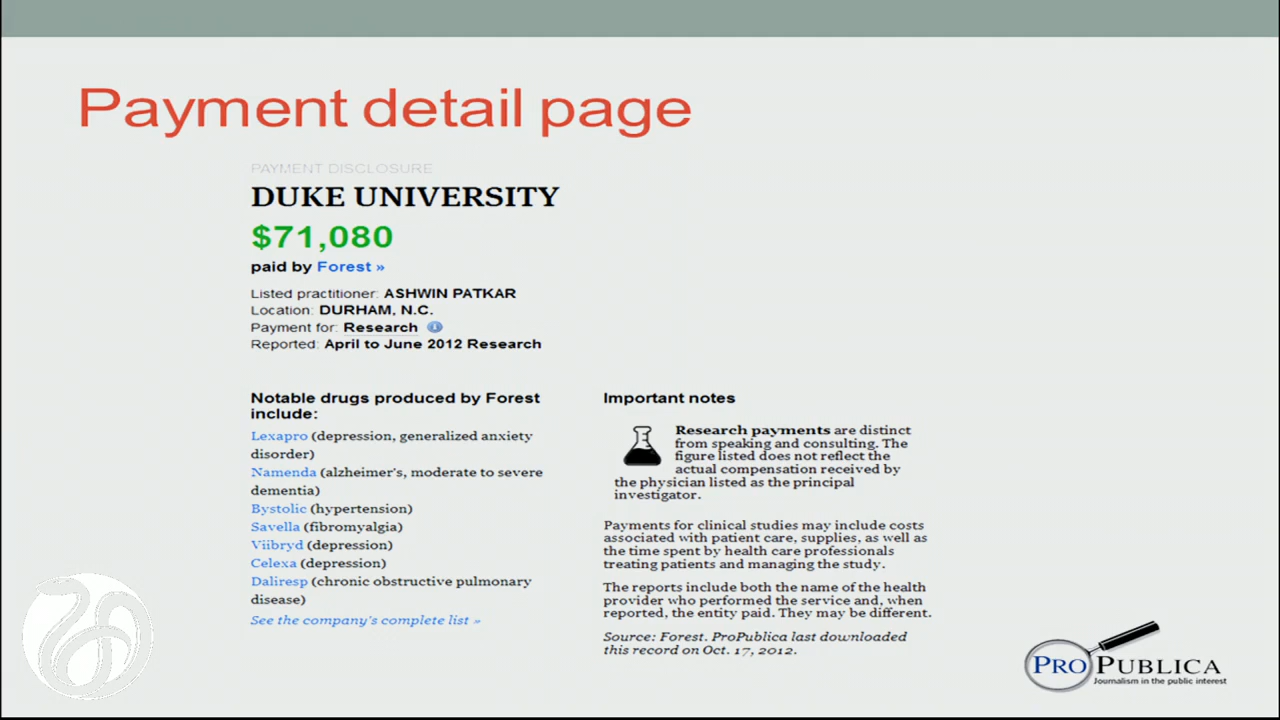 Payment detail page
PAYMENT DISCLOSURE
DUKE UNIVERSITY
$71,080
paid by Forest »
Listed practitioner: ASHWIN PATKAR
Location: DURHAM, N.C.
Payment for: Research
Reported: April to June 2012 Research
Notable drugs produced by Forest
include:
Lexapro (depression, generalized anxiety
disorder)
Namenda (alzheimer's, moderate to severe
dementia)
Bystolic (hypertension)
Savella (fibromyalgia)
Viibryd (depression)
Celexa (depression)
Daliresp (chronic obstructive pulmonary
disease)
See the company's complete list »
Important notes
Research payments are distinct
from speaking and consulting. The
figure listed does not reflect the
actual compensation received by
the physician listed as the principal
investigator.
Payments for clinical studies may include costs
associated with patient care, supplies, as well as
the time spent by health care professionals
treating patients and managing the study.
The reports include both the name of the health
provider who performed the service and, when
reported, the entity paid. They may be different.
Source: Forest. ProPublica last downloaded
this record on Oct. 17, 2012.
PROPUBLICA
Journalism in the public interest